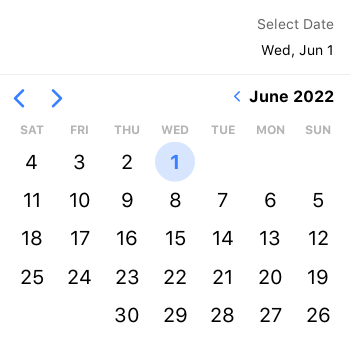 Select Date
Wed, Jun 1
June 2022
SAT FRI THU WED TUE MON SUN
4 3 2 1
11 10 9 8 7 6 5
18 17 16 15 14 13 12
25 24 23 22 21 20 19
30 29 28 27 26